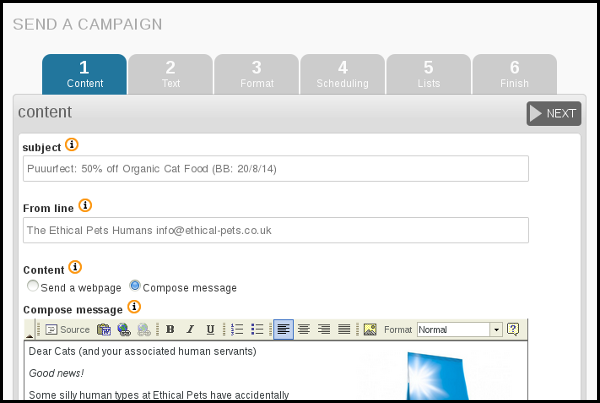 SEND A CAMPAIGN
1 2 3 4 5 6
Content Text Format Scheduling Lists Finish
content
NEXT
subject
Puuurfect: 50% off Organic Cat Food (BB: 20/8/14)
From line
The Ethical Pets Humans info@ethical-pets.co.uk
Content
Send a webpage Compose message
Compose message
Source B I U Format Normal
Dear Cats (and your associated human servants)
Good news!
Some silly human types at Ethical Pets have accidentally